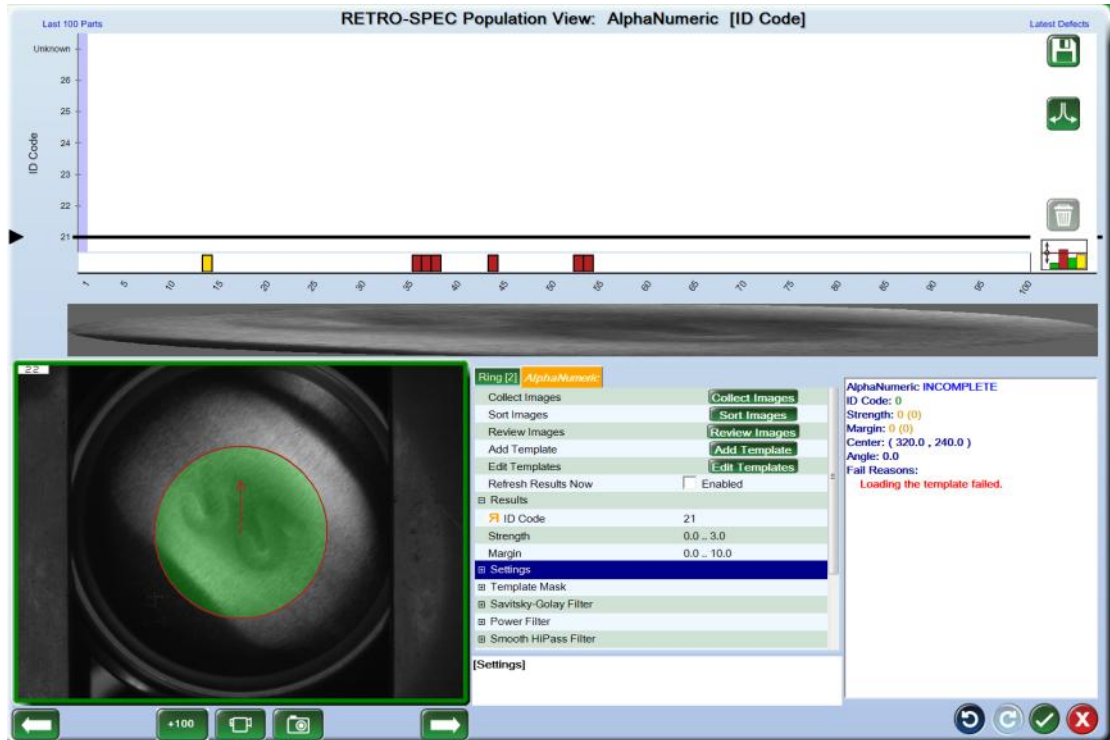 RETRO-SPEC Population View: AlphaNumeric [ID Code]
Last 100 Parts
Latest Defects
ID Code
Unknown
26
25
24
23
22
21
1 5 10 15 20 25 30 35 40 45 50 55 60 65 70 75 80 85 90 95 100
22
Ring [2] AlphaNumeric
Collect Images Collect Images
Sort Images Sort Images
Review Images Review Images
Add Template Add Template
Edit Templates Edit Templates
Refresh Results Now Enabled
Results
Я ID Code 21
Strength 0.0 .. 3.0
Margin 0.0 .. 10.0
Settings
Template Mask
Savitsky-Golay Filter
Power Filter
Smooth HiPass Filter
[Settings]
AlphaNumeric INCOMPLETE
ID Code: 0
Strength: 0 (0)
Margin: 0 (0)
Center: ( 320.0 , 240.0 )
Angle: 0.0
Fail Reasons:
Loading the template failed.
+100